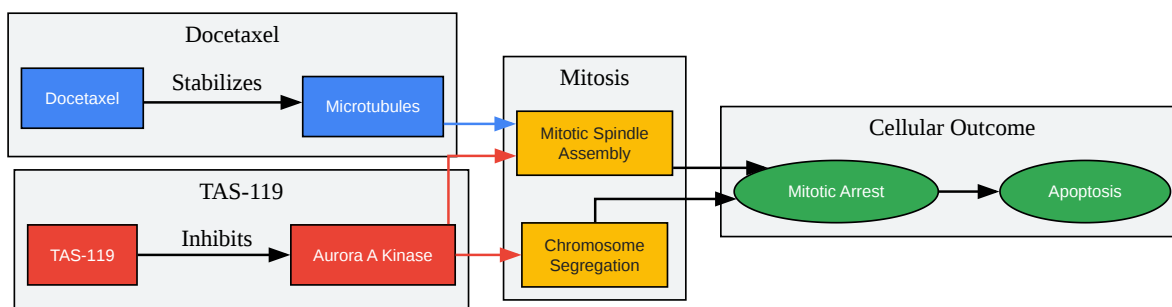 Docetaxel
Docetaxel
Stabilizes
Microtubules
TAS-119
TAS-119
Inhibits
Aurora A Kinase
Mitosis
Mitotic Spindle
Assembly
Chromosome
Segregation
Cellular Outcome
Mitotic Arrest
Apoptosis